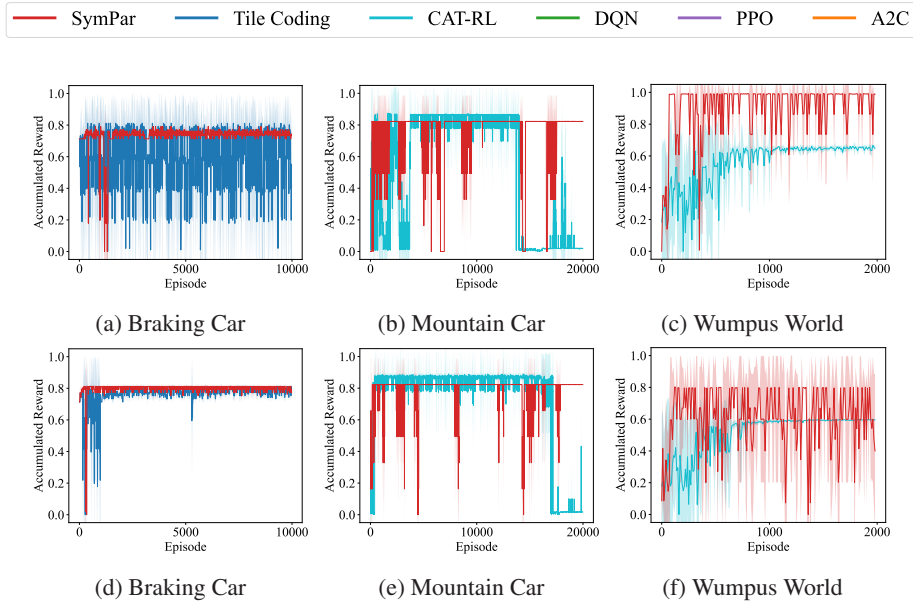 SymPar Tile Coding CAT-RL DQN PPO A2C
Accumulated Reward
1.0
0.8
0.6
0.4
0.2
0.0
0 5000 10000
Episode
(a) Braking Car
Accumulated Reward
1.0
0.8
0.6
0.4
0.2
0.0
0 10000 20000
Episode
(b) Mountain Car
Accumulated Reward
1.0
0.8
0.6
0.4
0.2
0.0
0 1000 2000
Episode
(c) Wumpus World
Accumulated Reward
1.0
0.8
0.6
0.4
0.2
0.0
0 5000 10000
Episode
(d) Braking Car
Accumulated Reward
1.0
0.8
0.6
0.4
0.2
0.0
0 10000 20000
Episode
(e) Mountain Car
Accumulated Reward
1.0
0.8
0.6
0.4
0.2
0.0
0 1000 2000
Episode
(f) Wumpus World